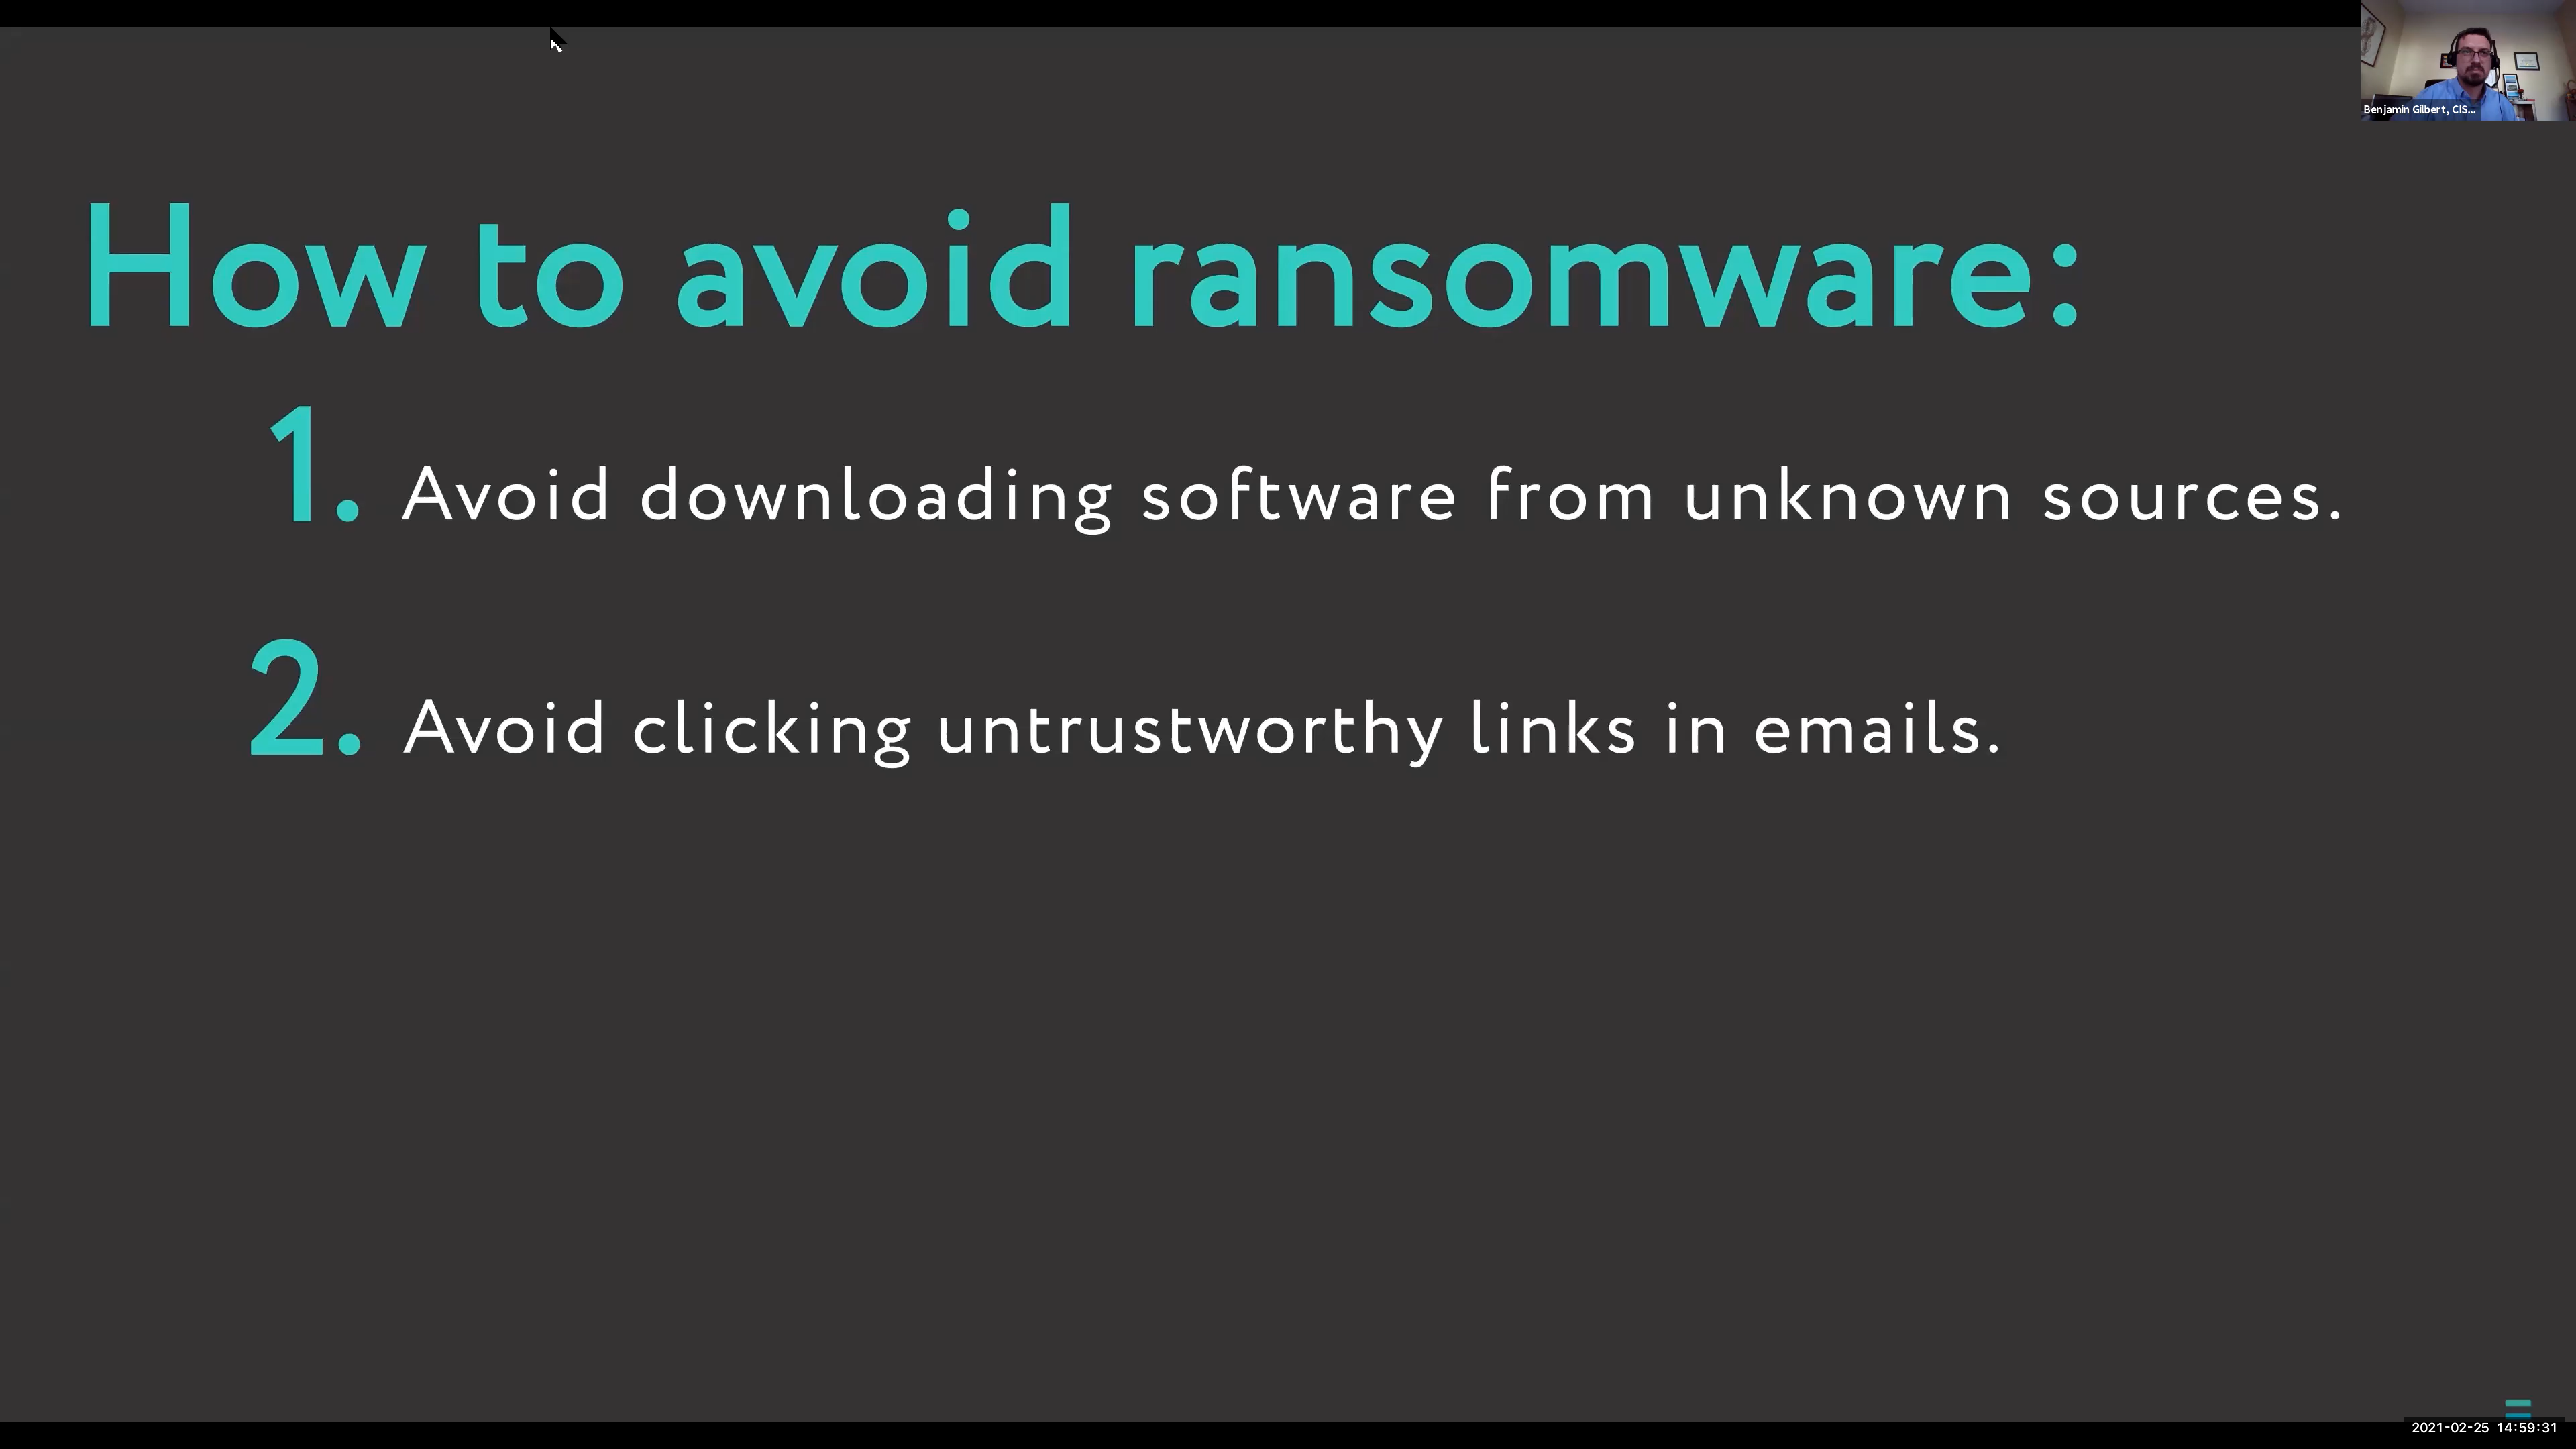 Benjamin Gilbert, CIS...
How to avoid ransomware:
1. Avoid downloading software from unknown sources.
2. Avoid clicking untrustworthy links in emails.
2021-02-25 14:59:31